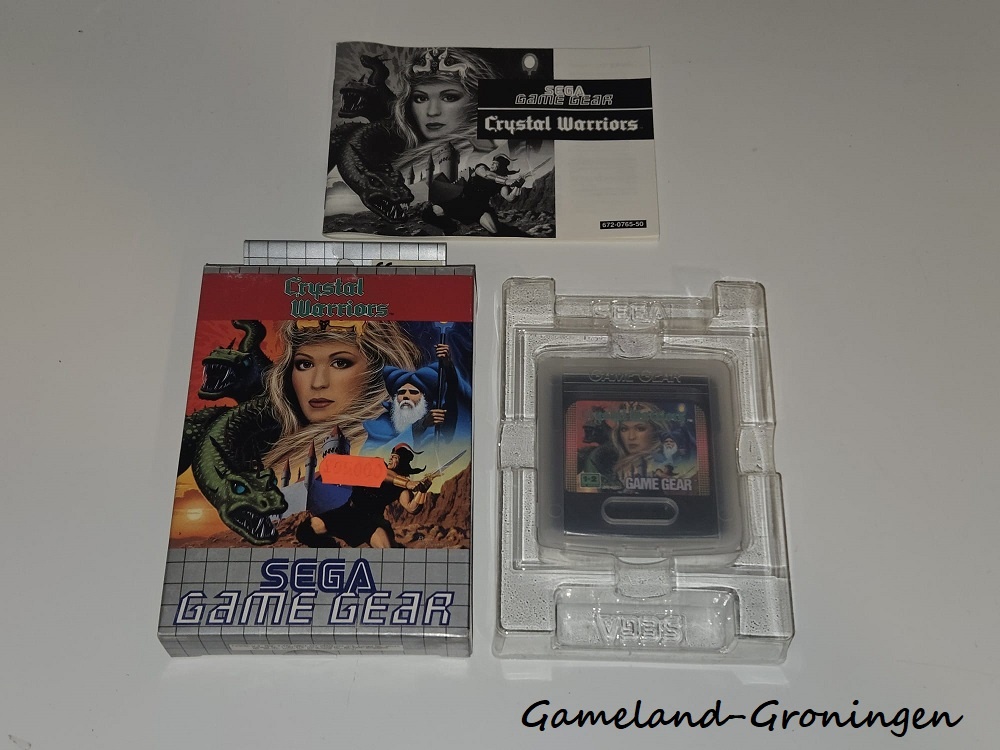 SEGA
GAME GEAR
Crystal Warriors
672-0765-50
Crystal
Warriors™
SEGA
GAME GEAR
SEGA
GAME GEAR
GAME GEAR
SEGA
Gameland-Groningen